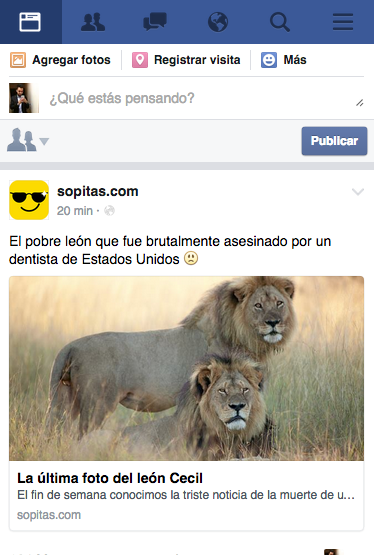 Agregar fotos Registrar visita Más
¿Qué estás pensando?
Publicar
sopitas.com
20 min ·
El pobre león que fue brutalmente asesinado por un
dentista de Estados Unidos
La última foto del león Cecil
El fin de semana conocimos la triste noticia de la muerte de u...
sopitas.com